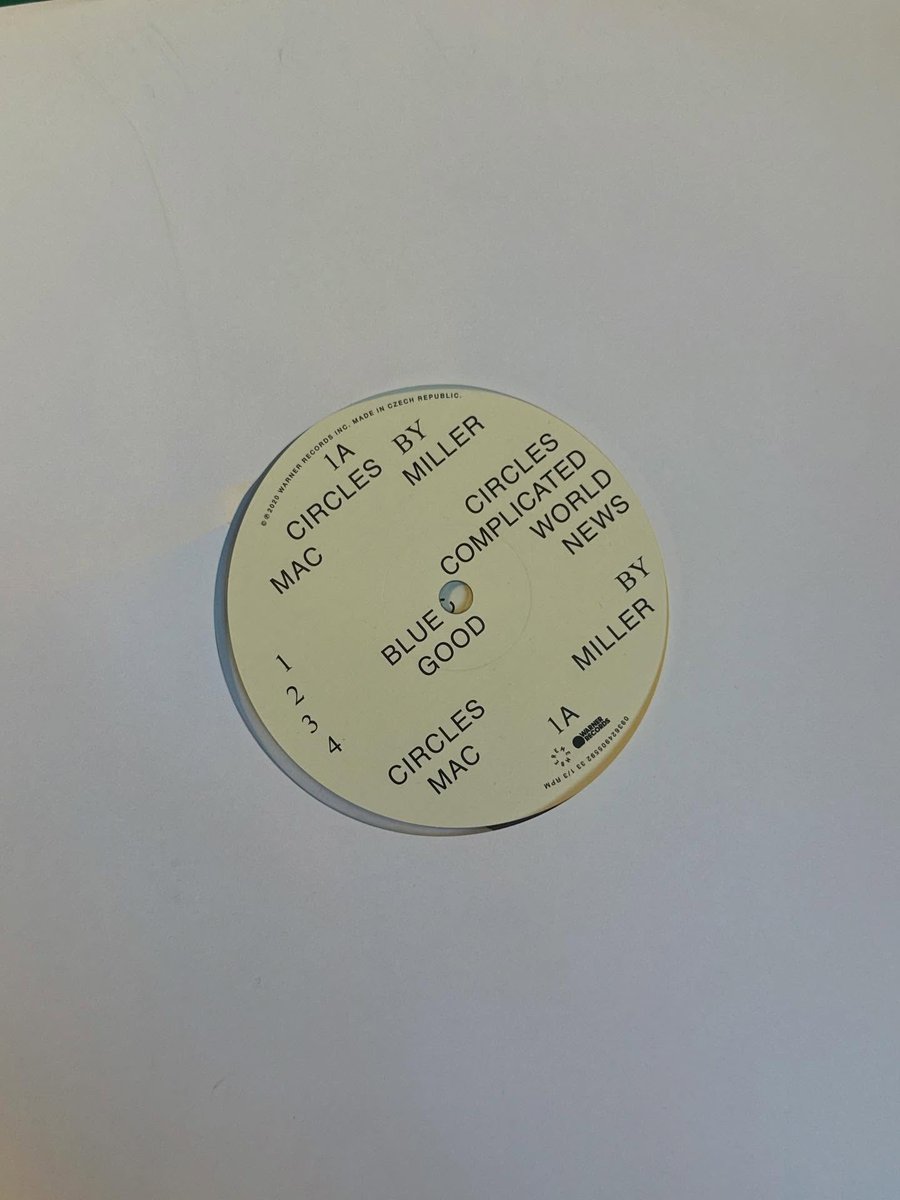 ©℗2020 WARNER RECORDS INC. MADE IN CZECH REPUBLIC.
1A
CIRCLES BY
MAC MILLER
1 CIRCLES
2 COMPLICATED
3 BLUE WORLD
4 GOOD NEWS
CIRCLES BY
MAC MILLER
1A
WARNER
RECORDS
093624905592 33 1/3 RPM